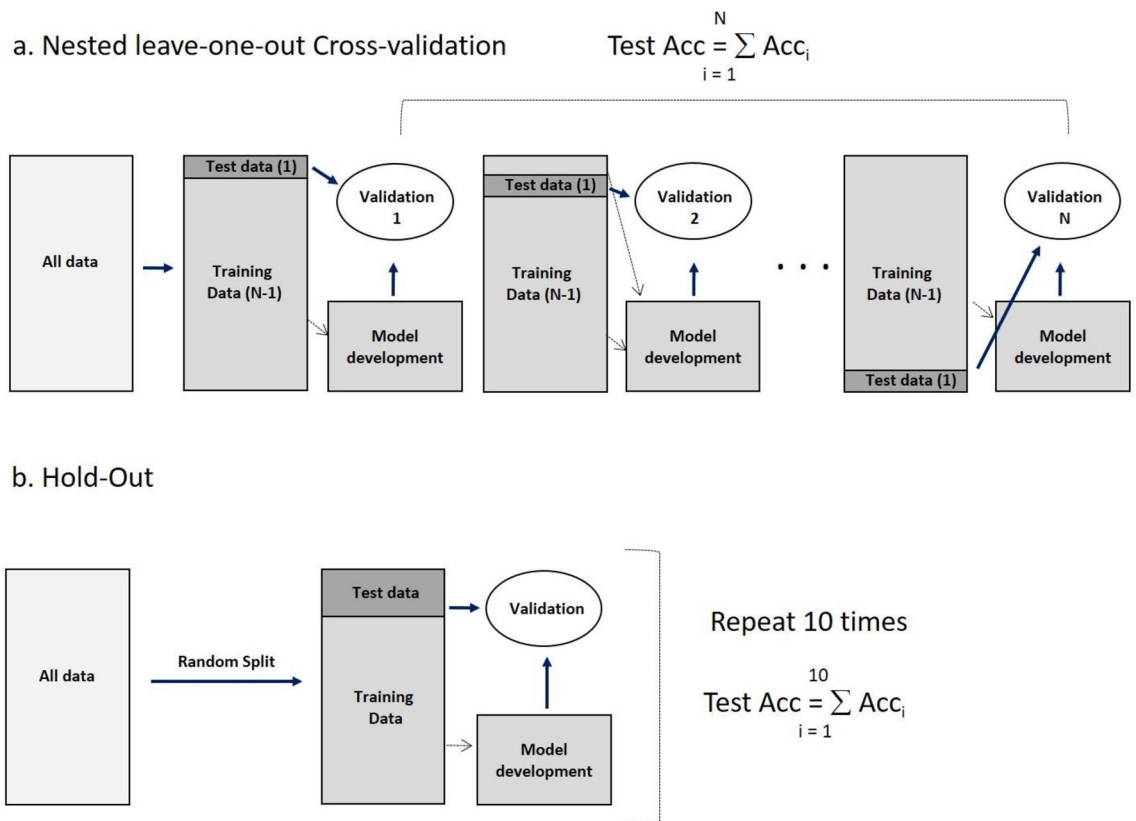 a. Nested leave-one-out Cross-validation
N
Test Acc = ∑ Acci
i = 1
All data
Test data (1)
Training
Data (N-1)
Validation
1
Model
development
Test data (1)
Training
Data (N-1)
Validation
2
Model
development
. . .
Training
Data (N-1)
Test data (1)
Validation
N
Model
development
b. Hold-Out
All data
Random Split
Test data
Training
Data
Validation
Model
development
Repeat 10 times
10
Test Acc = ∑ Acci
i = 1